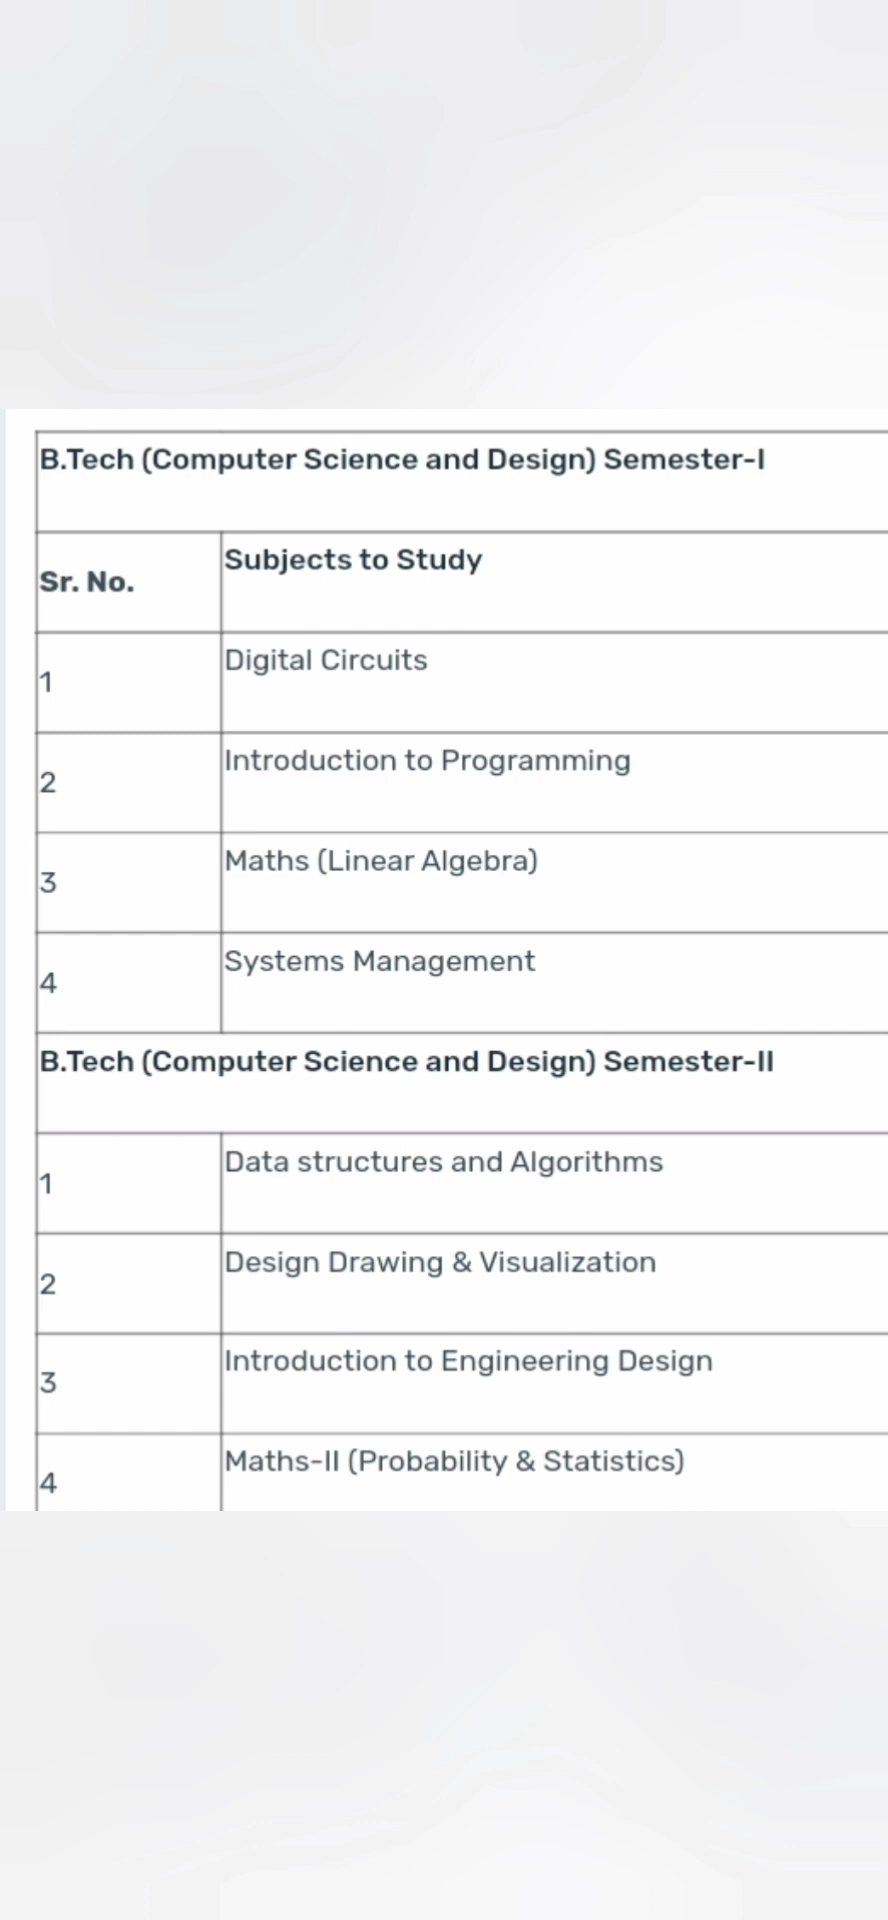 B.Tech (Computer Science and Design) Semester-I
Sr. No.
Subjects to Study
1
Digital Circuits
2
Introduction to Programming
3
Maths (Linear Algebra)
4
Systems Management
B.Tech (Computer Science and Design) Semester-II
1
Data structures and Algorithms
2
Design Drawing & Visualization
3
Introduction to Engineering Design
4
Maths-II (Probability & Statistics)